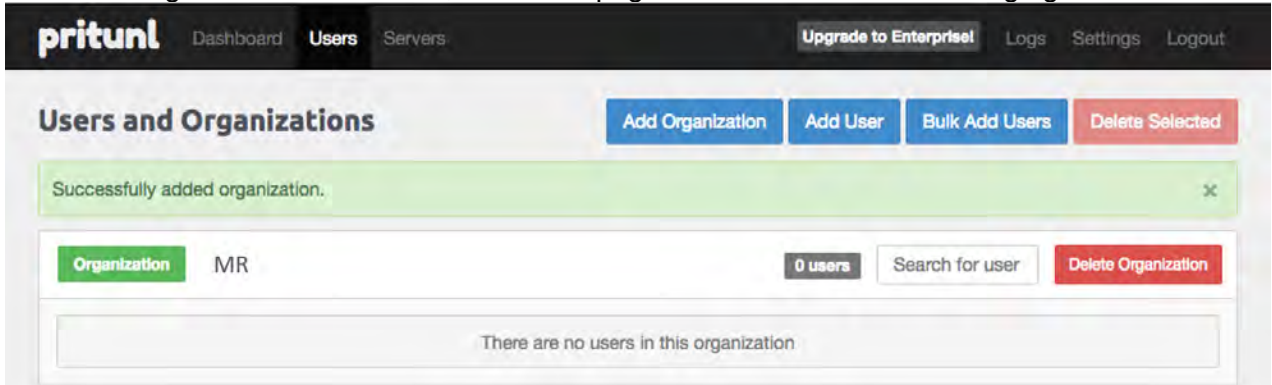 pritunl Dashboard Users Servers Upgrade to Enterprise! Logs Settings Logout
Users and Organizations Add Organization Add User Bulk Add Users Delete Selected
Successfully added organization. ×
Organization MR 0 users Search for user Delete Organization
There are no users in this organization